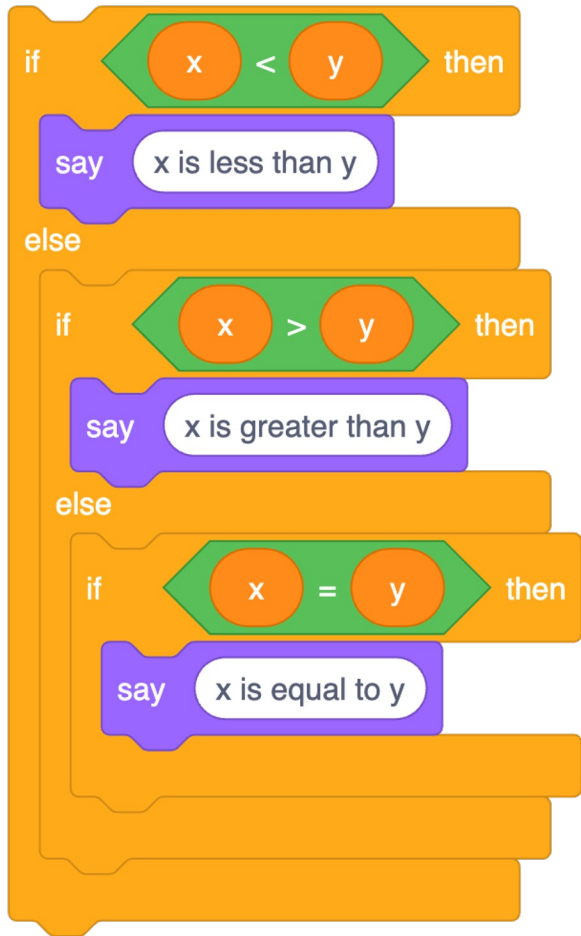 if x < y then
say x is less than y
else
if x > y then
say x is greater than y
else
if x = y then
say x is equal to y